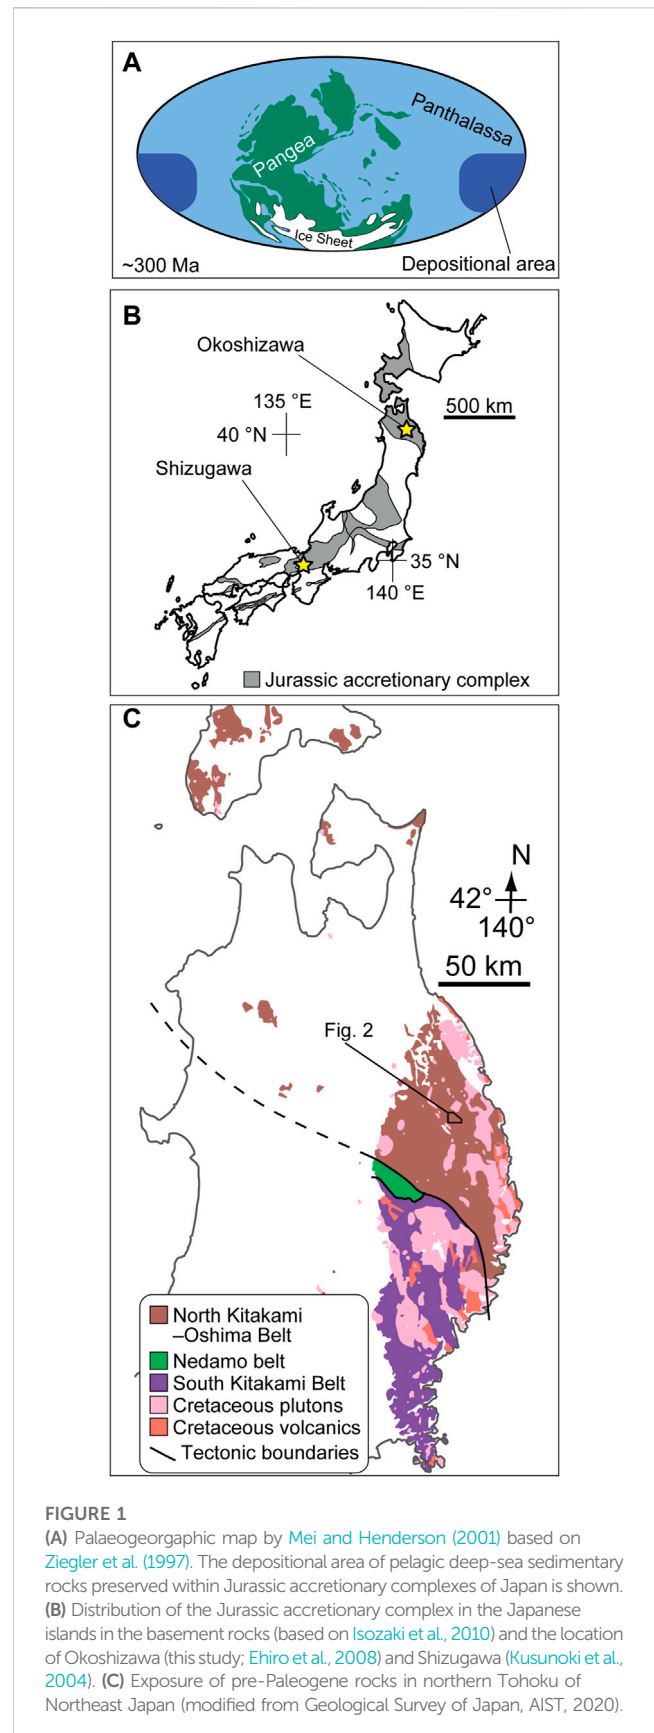 A
Panthalassa
Pangea
Ice Sheet
~300 Ma
Depositional area
B
Okoshizawa
135 °E
500 km
40 °N
Shizugawa
35 °N
140 °E
Jurassic accretionary complex
C
N
42°
140°
50 km
Fig. 2
North Kitakami
–Oshima Belt
Nedamo belt
South Kitakami Belt
Cretaceous plutons
Cretaceous volcanics
Tectonic boundaries
FIGURE 1
(A) Palaeogeorgaphic map by Mei and Henderson (2001) based on
Ziegler et al. (1997). The depositional area of pelagic deep-sea sedimentary
rocks preserved within Jurassic accretionary complexes of Japan is shown.
(B) Distribution of the Jurassic accretionary complex in the Japanese
islands in the basement rocks (based on Isozaki et al., 2010) and the location
of Okoshizawa (this study; Ehiro et al., 2008) and Shizugawa (Kusunoki et al.,
2004). (C) Exposure of pre-Paleogene rocks in northern Tohoku of
Northeast Japan (modified from Geological Survey of Japan, AIST, 2020).